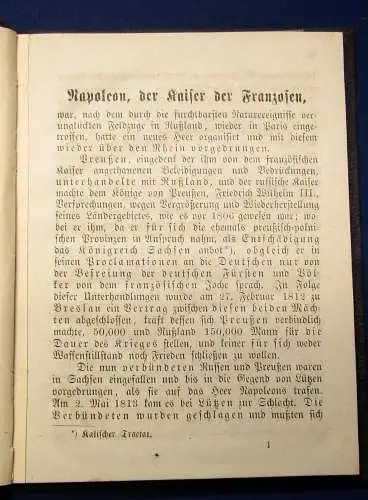 Napoleon, der Kaiser der Franzosen,
war, nach dem durch die furchtbarsten Naturereignisse ver-
unglückten Feldzuge in Rußland, wieder in Paris einge-
troffen, hatte ein neues Heer organisirt und mit diesem
wieder über den Rhein vorgedrungen.
Preußen, eingedenk der ihm von dem französischen
Kaiser angethanenen Beleidigungen und Bedrückungen,
unterhandelte mit Rußland, und der russische Kaiser
machte dem Könige von Preußen, Friedrich Wilhelm III.,
Versprechungen, wegen Vergrößerung und Wiederherstellung
seines Ländergebietes, wie es vor 1806 gewesen war; wo-
bei er ihm, da er für sich die ehemals preußisch-polni-
schen Provinzen in Anspruch nahm, als Entschädigung
das Königreich Sachsen anbot*), obgleich er in
seinen Proclamationen an die Deutschen nur von
der Befreiung der deutschen Fürsten und Völ-
ker von dem französischen Joche sprach. In Folge
dieser Unterhandlungen wurde am 27. Februar 1812 zu
Breslau ein Vertrag zwischen diesen beiden Mäch-
ten abgeschlossen, kraft dessen sich Preußen verbindlich
machte, 50,000 und Rußland 150,000 Mann für die
Dauer des Krieges zu stellen, und keiner für sich weder
Waffenstillstand noch Frieden schließen zu wollen.
Die nun verbündeten Russen und Preußen waren
in Sachsen eingefallen und bis in die Gegend von Lützen
vorgedrungen, als sie auf das Heer Napoleons trafen.
Am 2. Mai 1813 kam es bei Lützen zur Schlacht. Die
Verbündeten wurden geschlagen und mußten sich
*) Kalischer Tractat.
1